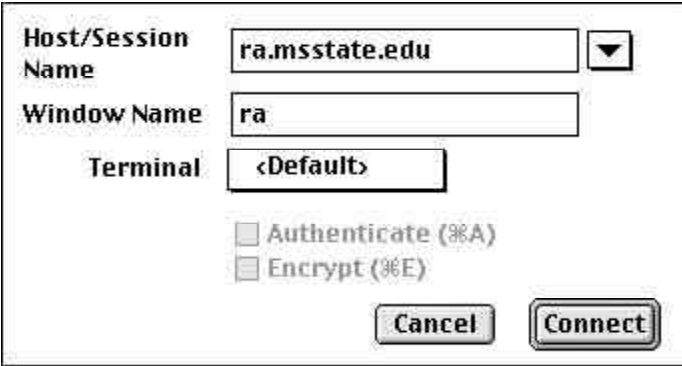 Host/Session
Name
ra.msstate.edu
Window Name
ra
Terminal
<Default>
Authenticate (⌘A)
Encrypt (⌘E)
Cancel
Connect